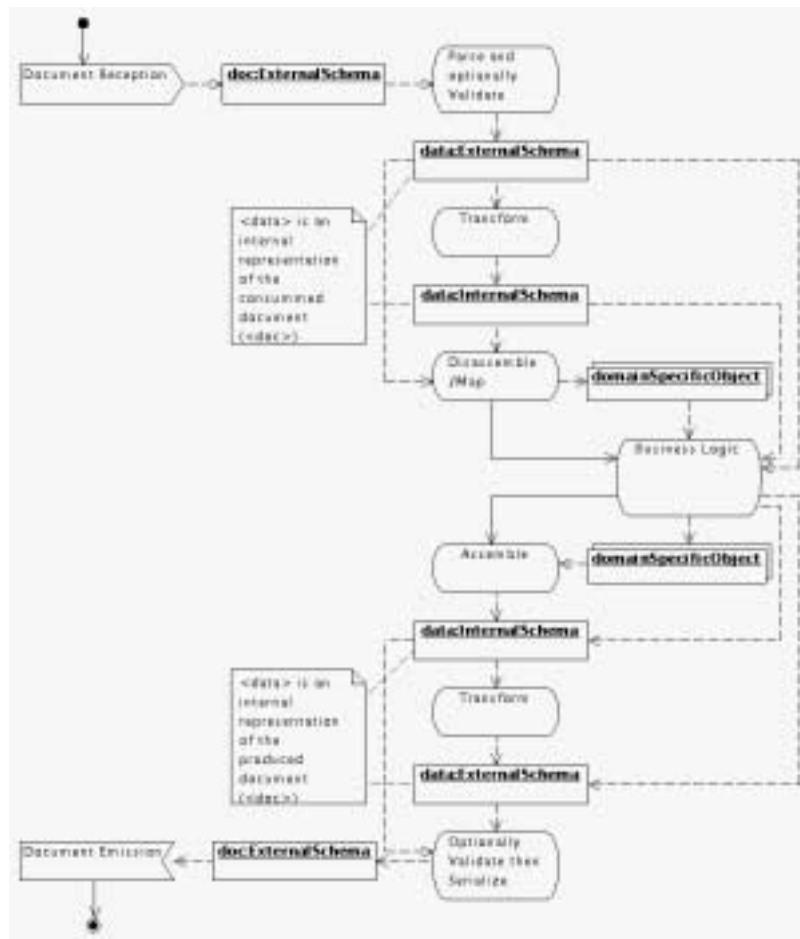 Document Reception
doc:ExternalSchema
Parse and
optionally
Validate
data:ExternalSchema
<data> is an
internal
representation
of the
consummed
document
(<doc>)
Transform
data:InternalSchema
Disassemble
/Map
domainSpecificObject
Business Logic
Assemble
domainSpecificObject
data:InternalSchema
<data> is an
internal
representation
of the
produced
document
(<doc>)
Transform
data:ExternalSchema
Document Emission
doc:ExternalSchema
Optionally
Validate then
Serialize